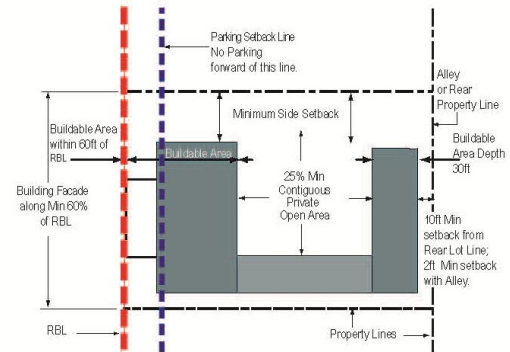 Parking Setback Line
No Parking
forward of this line.
Alley
or Rear
Property Line
Minimum Side Setback
Buildable Area
within 60ft of
RBL
Buildable Area
Buildable
Area Depth
30ft
25% Min
Contiguous
Private
Open Area
Building Facade
along Min 60%
of RBL
10ft Min
setback from
Rear Lot Line;
2ft Min setback
with Alley.
RBL
Property Lines